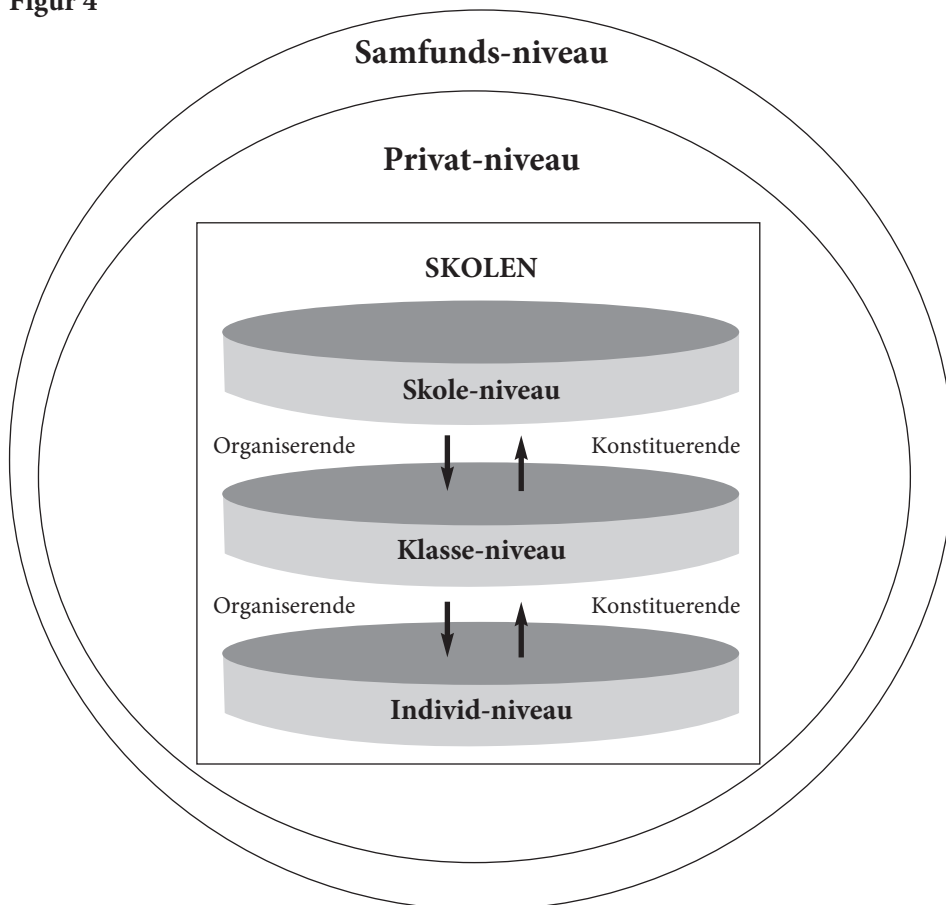 Figur 4
Samfunds-niveau
Privat-niveau
SKOLEN
Skole-niveau
Organiserende
Konstituerende
Klasse-niveau
Organiserende
Konstituerende
Individ-niveau